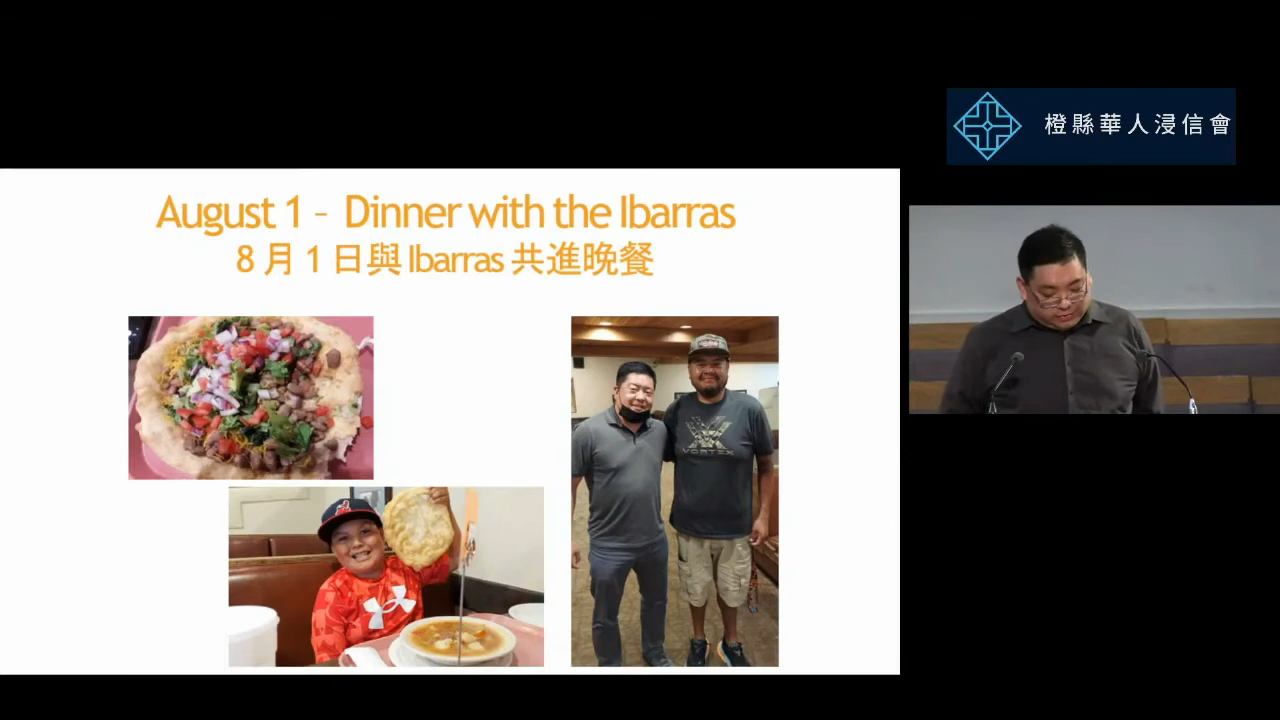 橙縣華人浸信會
August 1 – Dinner with the Ibarras
8 月 1 日與 Ibarras 共進晚餐
VORTEX